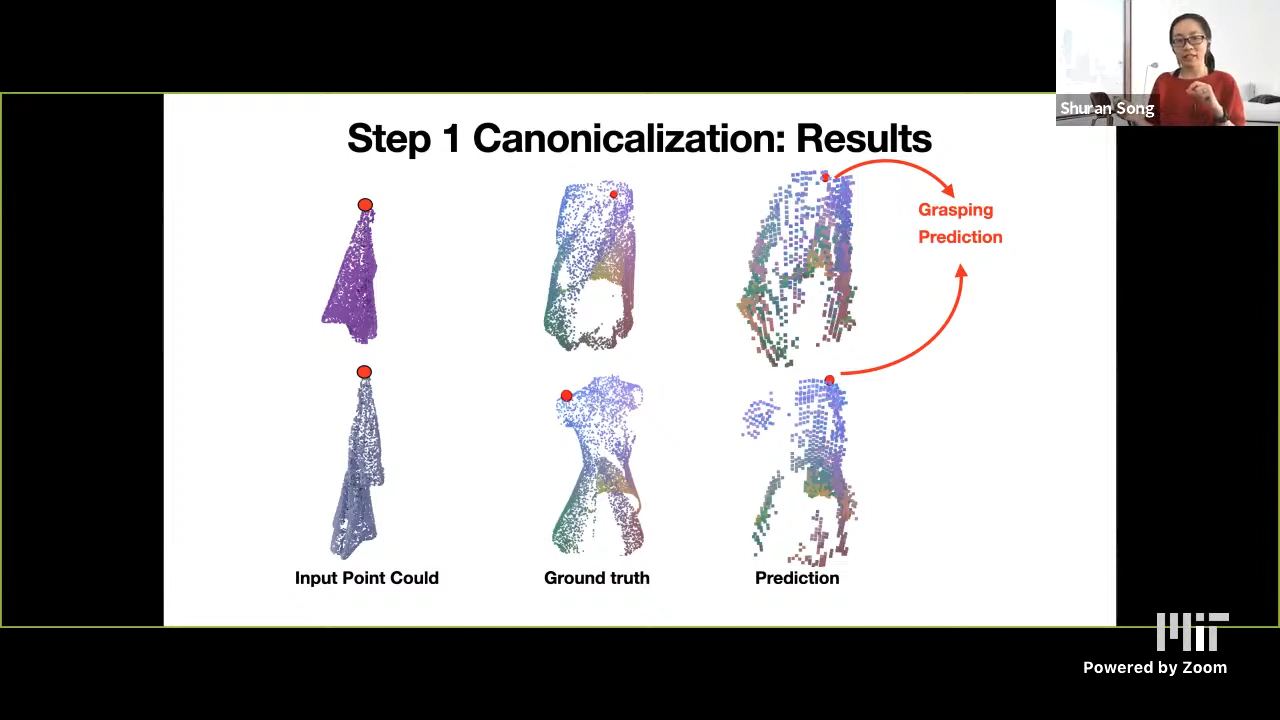 Shuran Song
Step 1 Canonicalization: Results
Grasping
Prediction
Input Point Could
Ground truth
Prediction
MIT
Powered by Zoom